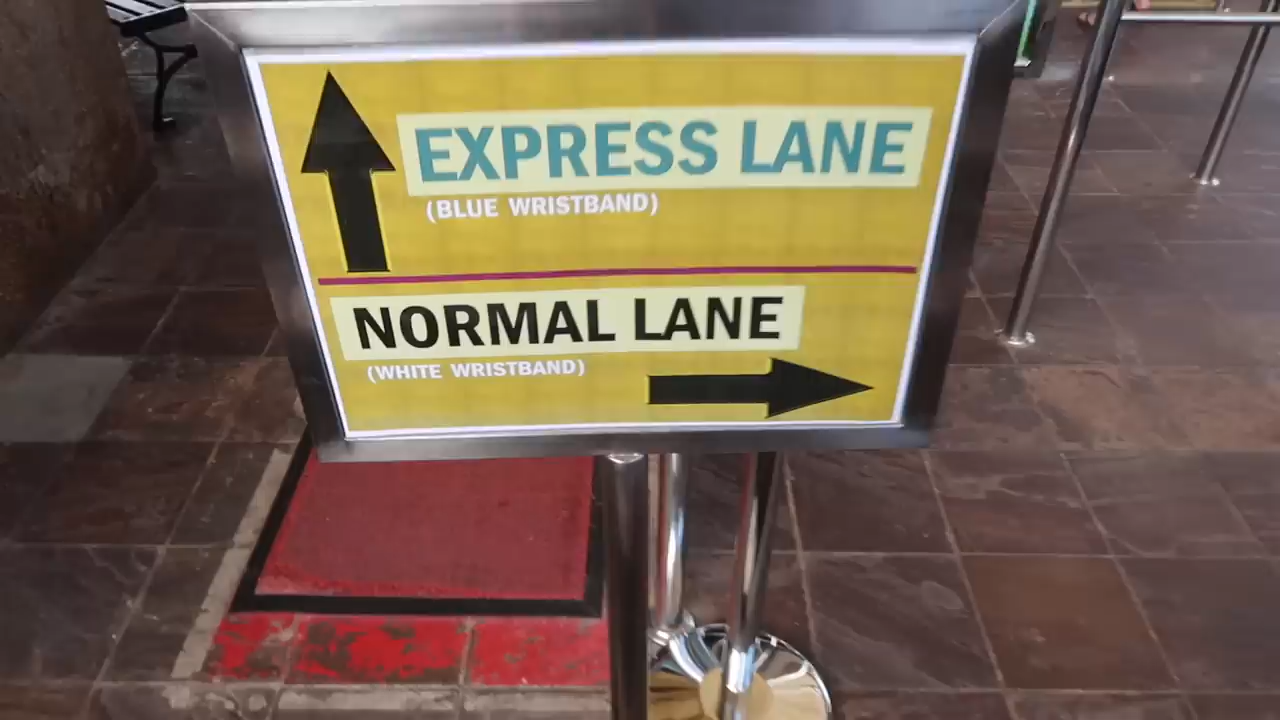 EXPRESS LANE
(BLUE WRISTBAND)
NORMAL LANE
(WHITE WRISTBAND)